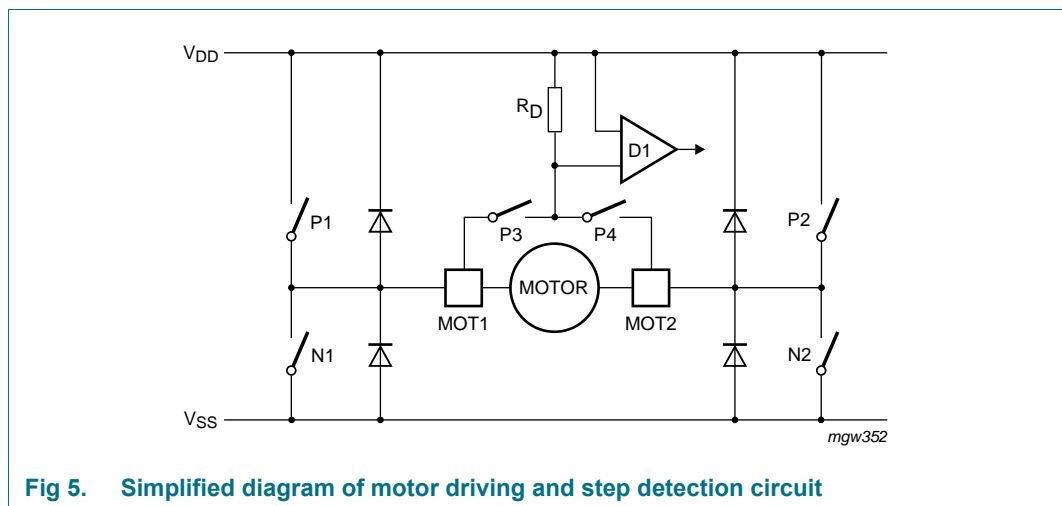 VDD
RD
D1
P1
P3
P4
P2
MOTOR
MOT1
MOT2
N1
N2
VSS
mgw352
Fig 5. Simplified diagram of motor driving and step detection circuit